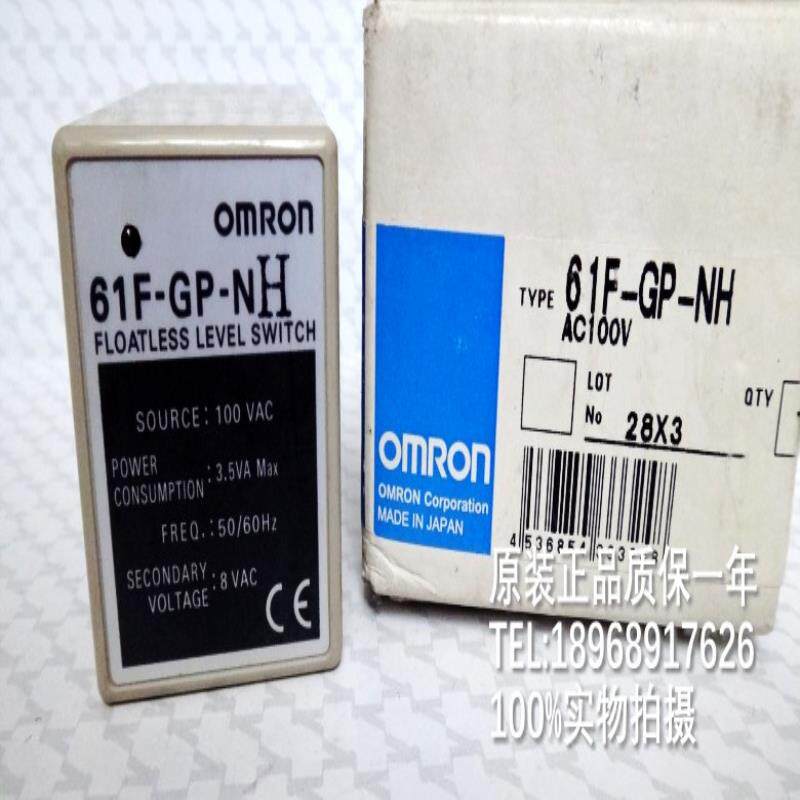 OMRON
61F-GP-NH
FLOATLESS LEVEL SWITCH
SOURCE: 100 VAC
POWER CONSUMPTION: 3.5VA Max
FREQ.: 50/60Hz
SECONDARY VOLTAGE: 8 VAC
CE
TYPE 61F-GP-NH
AC100V
LOT No 28X3
QTY
OMRON
OMRON Corporation
MADE IN JAPAN
原装正品质保一年
TEL:18968917626
100%实物拍摄